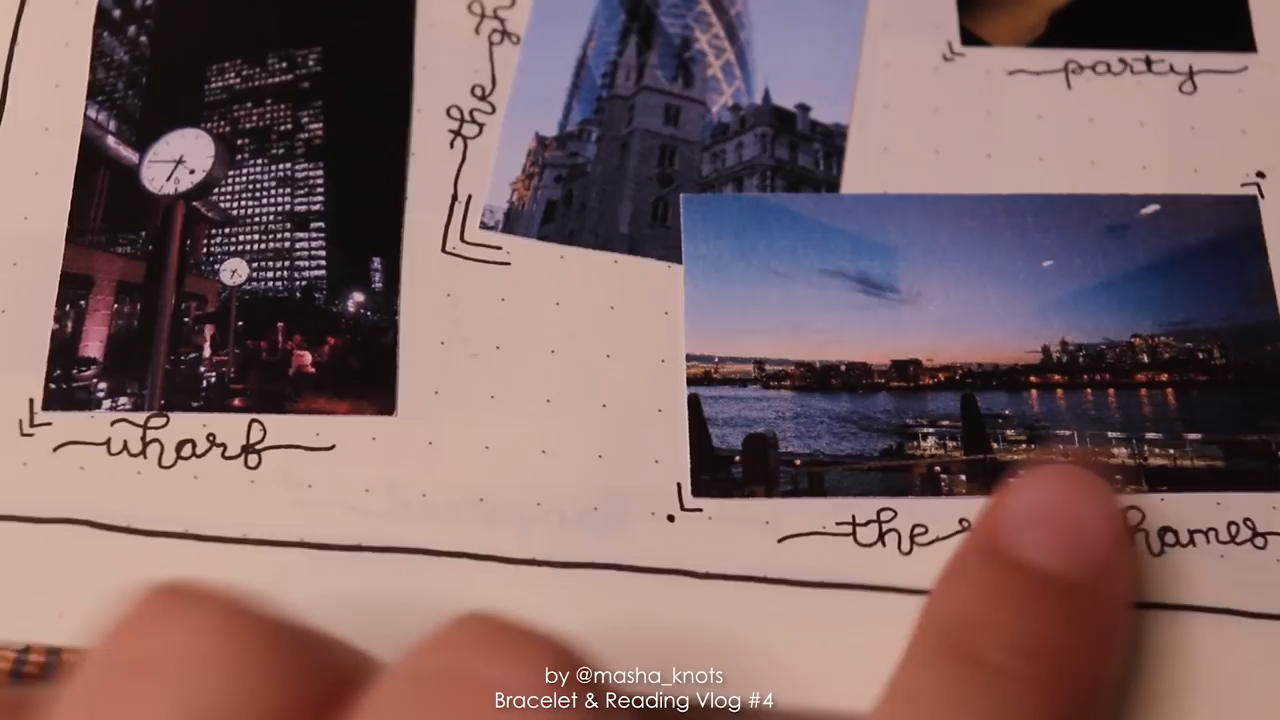 the
party
wharf
the hames
by @masha_knots
Bracelet & Reading Vlog #4